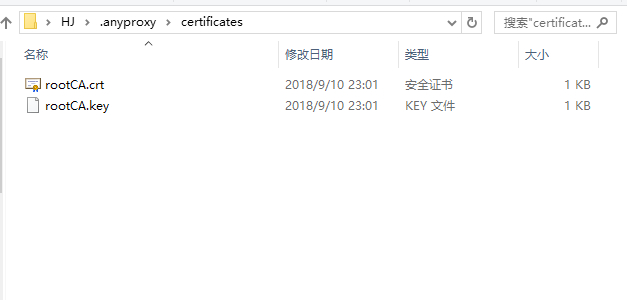 HJ .anyproxy certificates 搜索"certificat...
名称 修改日期 类型 大小
rootCA.crt 2018/9/10 23:01 安全证书 1 KB
rootCA.key 2018/9/10 23:01 KEY 文件 1 KB